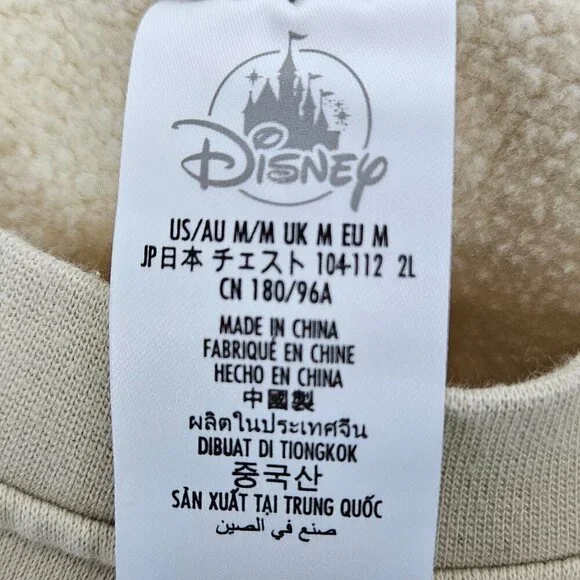 Disney
US/AU M/M UK M EU M
JP日本 チェスト 104-112 2L
CN 180/96A
MADE IN CHINA
FABRIQUÉ EN CHINE
HECHO EN CHINA
中國製
ผลิตในประเทศจีน
DIBUAT DI TIONGKOK
중국산
SẢN XUẤT TẠI TRUNG QUỐC
صنع في الصين